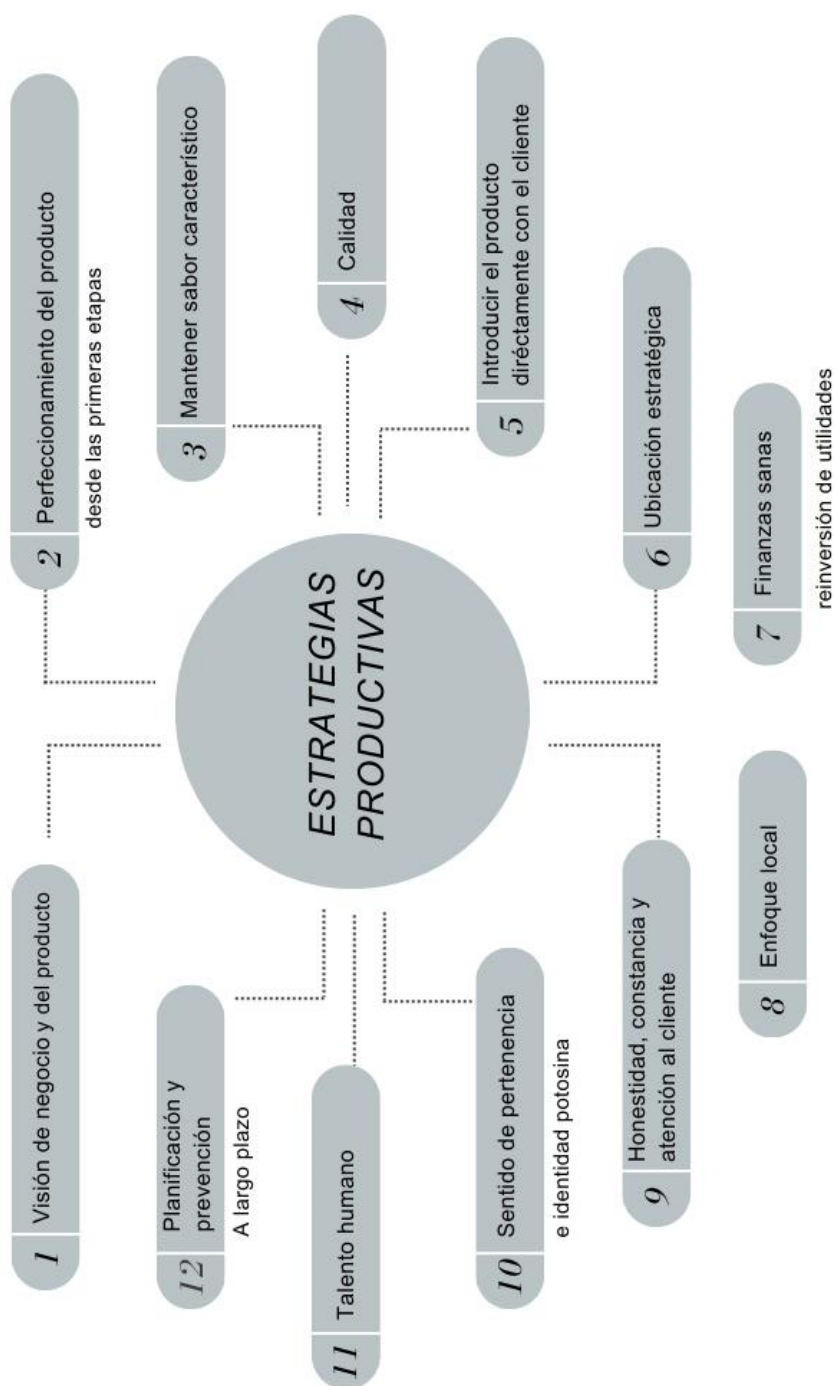 ESTRATEGIAS
PRODUCTIVAS
1 Visión de negocio y del producto
2 Perfeccionamiento del producto
desde las primeras etapas
3 Mantener sabor característico
4 Calidad
5 Introducir el producto
diréctamente con el cliente
6 Ubicación estratégica
7 Finanzas sanas
reinversión de utilidades
8 Enfoque local
9 Honestidad, constancia y
atención al cliente
10 Sentido de pertenencia
e identidad potosina
11 Talento humano
12 Planificación y
prevención
A largo plazo